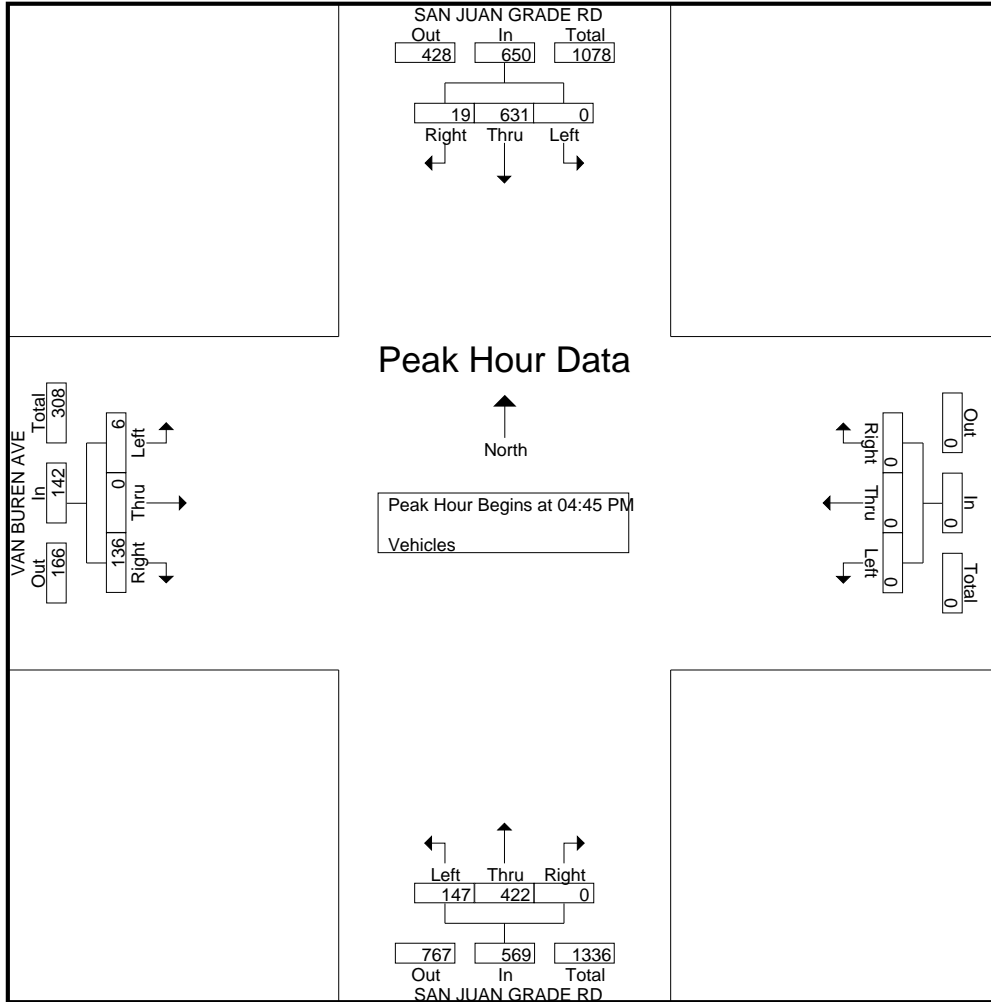 SAN JUAN GRADE RD
Out In Total
428 650 1078
19 631 0
Right Thru Left
Peak Hour Data
North
Peak Hour Begins at 04:45 PM
Vehicles
VAN BUREN AVE
Out In Total
166 142 308
136 0 6
Right Thru Left
Out In Total
0 0 0
0 0 0
Right Thru Left
Left Thru Right
147 422 0
767 569 1336
Out In Total
SAN JUAN GRADE RD